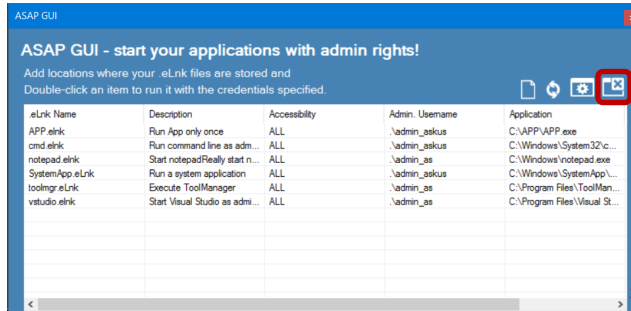 ASAP GUI
ASAP GUI - start your applications with admin rights!
Add locations where your .eLnk files are stored and
Double-click an item to run it with the credentials specified.
.eLnk Name Description Accessibility Admin. Username Application
APP.elnk Run App only once ALL .\admin_askus C:\APP\APP.exe
cmd.elnk Run command line as adm... ALL .\admin_askus C:\Windows\System32\c...
notepad.elnk Start notepadReally start n... ALL .\admin_as C:\Windows\notepad.exe
SystemApp.eLnk Run a system application ALL .\admin_askus C:\Windows\SystemApp\...
toolmgr.eLnk Execute ToolManager ALL .\admin_as C:\Program Files\ToolMan...
vstudio.elnk Start Visual Studio as admi... ALL .\admin_as C:\Program Files\Visual St...